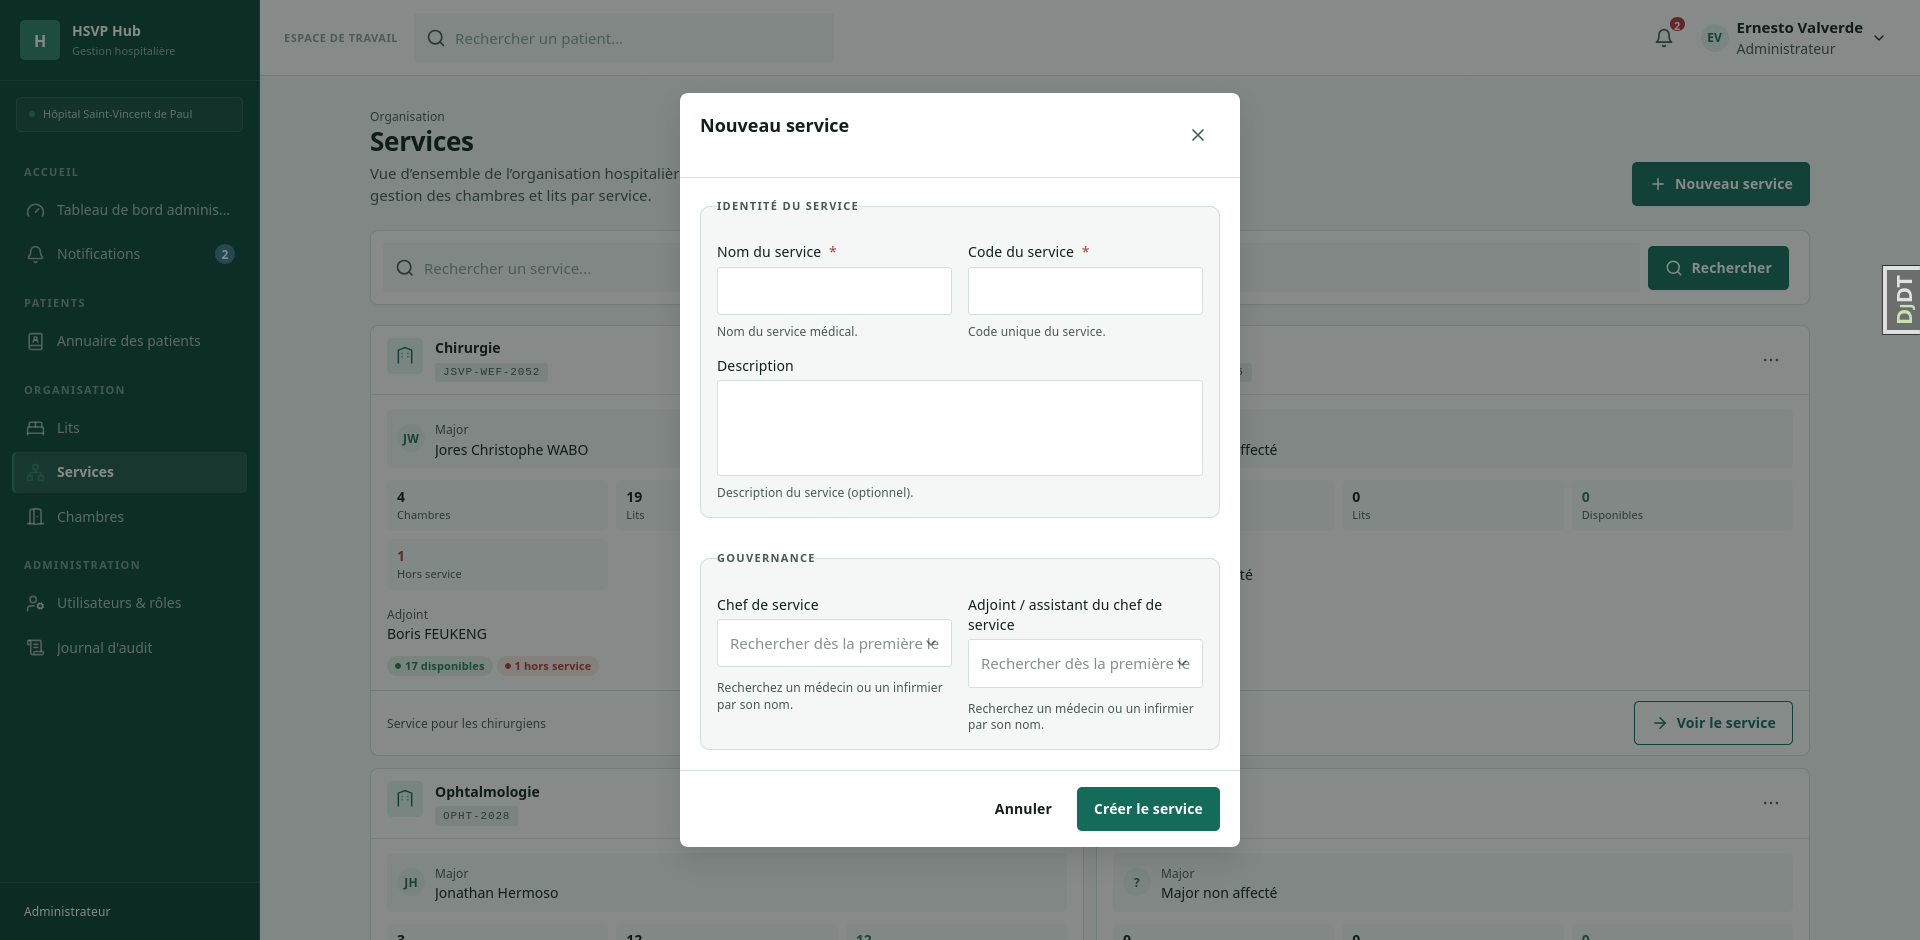 H
HSVP Hub
Gestion hospitalière
Hôpital Saint-Vincent de Paul
ACCUEIL
Tableau de bord adminis...
Notifications
2
PATIENTS
Annuaire des patients
ORGANISATION
Lits
Services
Chambres
ADMINISTRATION
Utilisateurs & rôles
Journal d'audit
Administrateur
ESPACE DE TRAVAIL
Rechercher un patient...
2
EV
Ernesto Valverde
Administrateur
Organisation
Services
Vue d’ensemble de l’organisation hospitalièr
gestion des chambres et lits par service.
Nouveau service
Rechercher un service...
Rechercher
DJDT
Chirurgie
JSVP-WEF-2052
...
JW
Major
Jores Christophe WABO
ffecté
4
Chambres
19
Lits
0
Lits
0
Disponibles
1
Hors service
té
Adjoint
Boris FEUKENG
17 disponibles
1 hors service
Service pour les chirurgiens
Voir le service
Ophtalmologie
OPHT-2028
...
JH
Major
Jonathan Hermoso
?
Major
Major non affecté
3
12
12
0
0
0
Nouveau service
IDENTITÉ DU SERVICE
Nom du service *
Code du service *
Nom du service médical.
Code unique du service.
Description
Description du service (optionnel).
GOUVERNANCE
Chef de service
Adjoint / assistant du chef de
service
Rechercher dès la première le
Rechercher dès la première le
Recherchez un médecin ou un infirmier
par son nom.
Recherchez un médecin ou un infirmier
par son nom.
Annuler
Créer le service